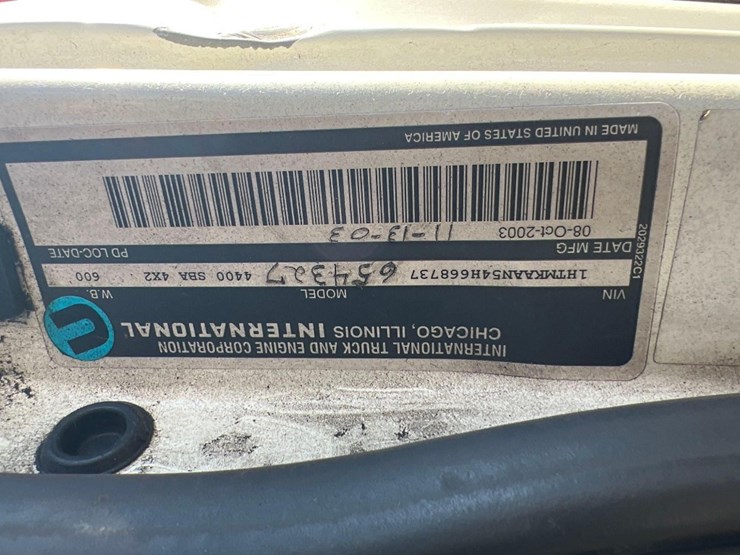 INTERNATIONAL TRUCK AND ENGINE CORPORATION
CHICAGO, ILLINOIS INTERNATIONAL
VIN MODEL W.B.
1HTMKAAN54H668737 654327 4400 SBA 4X2 600
DATE MFG PD LOC-DATE
08-Oct-2003 11-13-03
MADE IN UNITED STATES OF AMERICA
2029322C1